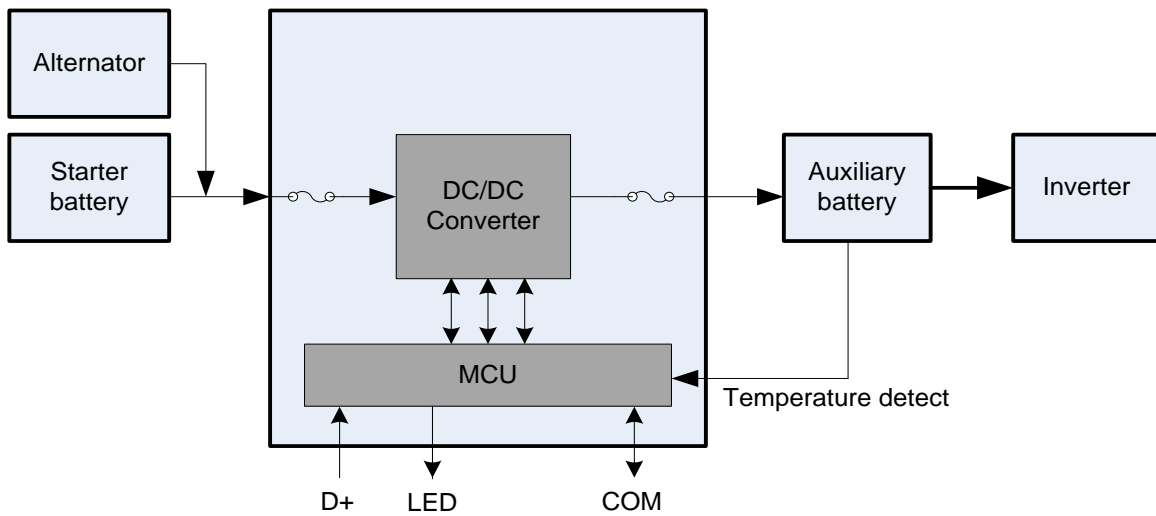 Alternator
Starter
battery
DC/DC
Converter
Auxiliary
battery
Inverter
MCU
Temperature detect
D+
LED
COM